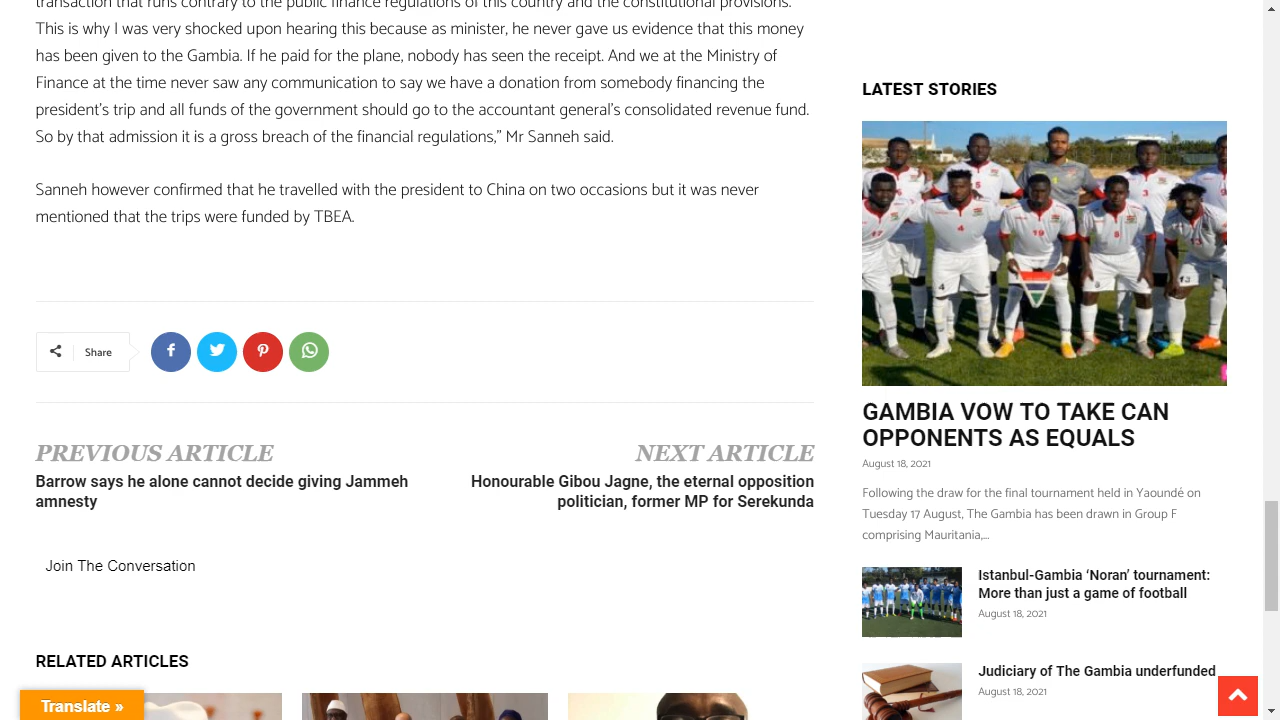 transaction that runs contrary to the public finance regulations of this country and the constitutional provisions.
This is why I was very shocked upon hearing this because as minister, he never gave us evidence that this money
has been given to the Gambia. If he paid for the plane, nobody has seen the receipt. And we at the Ministry of
Finance at the time never saw any communication to say we have a donation from somebody financing the
president's trip and all funds of the government should go to the accountant general's consolidated revenue fund.
So by that admission it is a gross breach of the financial regulations,” Mr Sanneh said.
Sanneh however confirmed that he travelled with the president to China on two occasions but it was never
mentioned that the trips were funded by TBEA.
Share
PREVIOUS ARTICLE
Barrow says he alone cannot decide giving Jammeh
amnesty
NEXT ARTICLE
Honourable Gibou Jagne, the eternal opposition
politician, former MP for Serekunda
Join The Conversation
RELATED ARTICLES
Translate »
LATEST STORIES
GAMBIA VOW TO TAKE CAN
OPPONENTS AS EQUALS
August 18, 2021
Following the draw for the final tournament held in Yaoundé on
Tuesday 17 August, The Gambia has been drawn in Group F
comprising Mauritania,...
Istanbul-Gambia ‘Noran’ tournament:
More than just a game of football
August 18, 2021
Judiciary of The Gambia underfunded
August 18, 2021